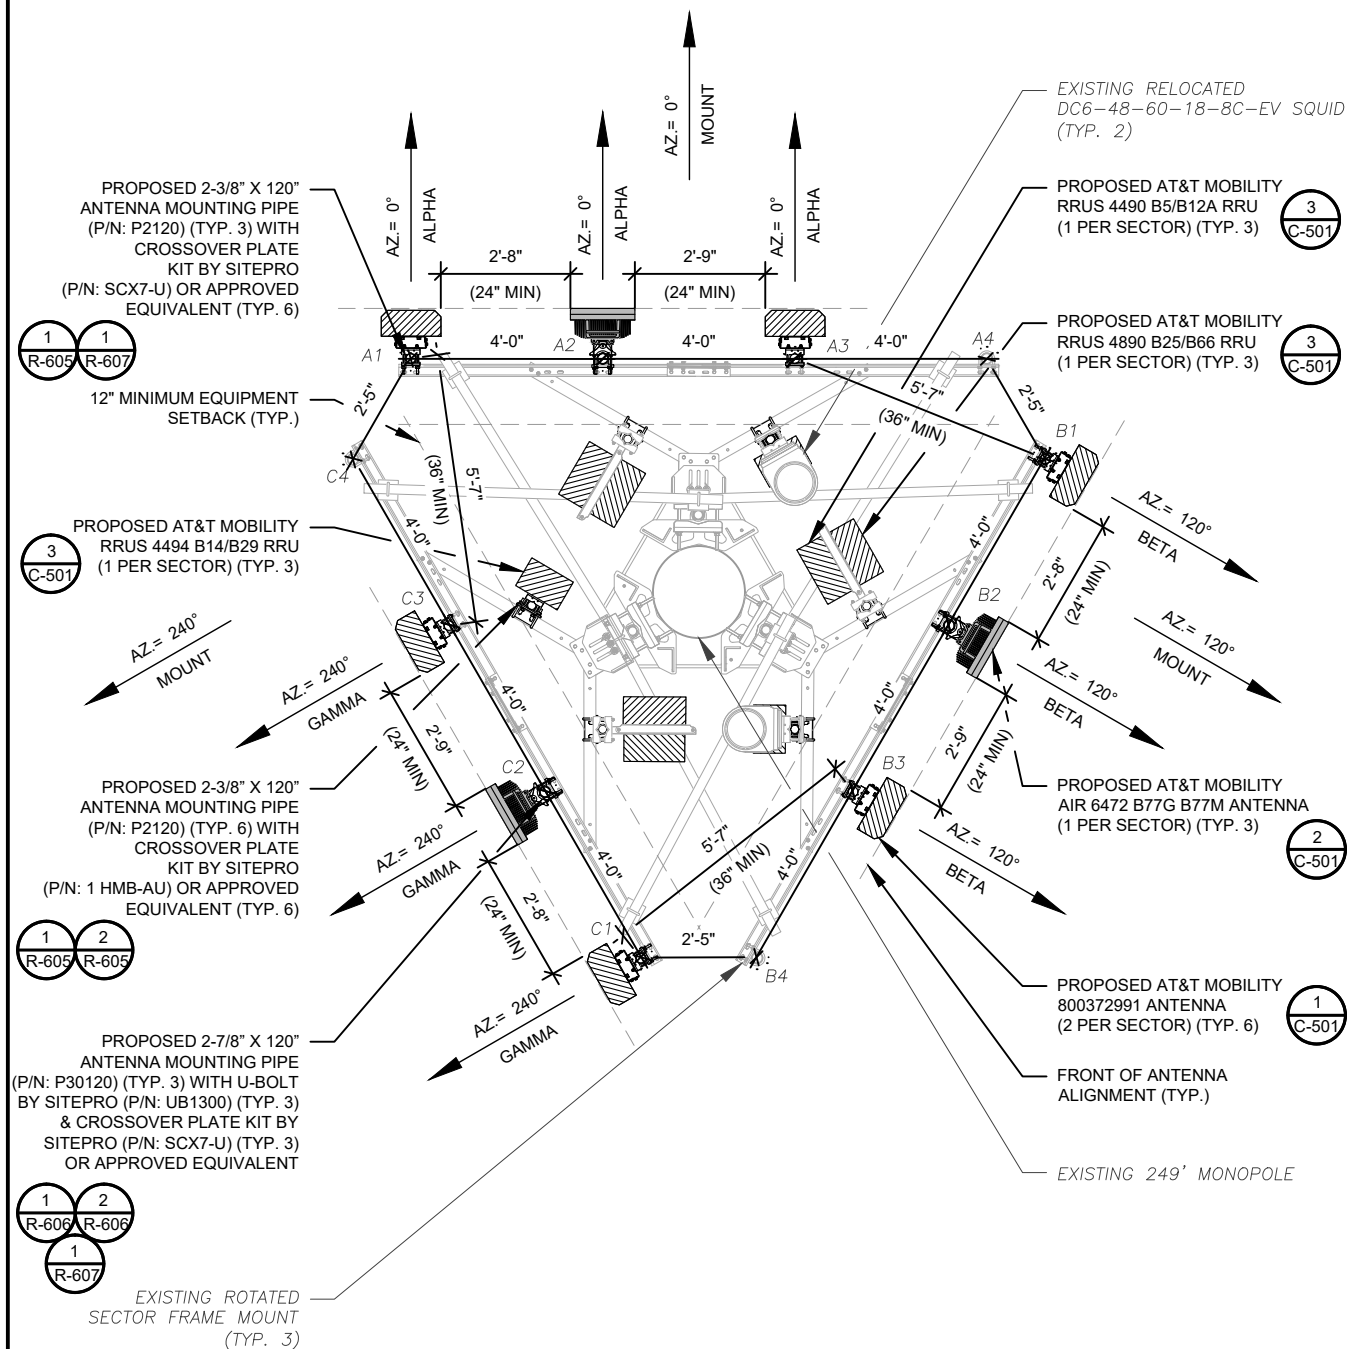 AZ.= 0°
MOUNT
AZ.= 0°
ALPHA
AZ.= 0°
ALPHA
AZ.= 0°
ALPHA
EXISTING RELOCATED
DC6-48-60-18-8C-EV SQUID
(TYP. 2)
PROPOSED 2-3/8" X 120"
ANTENNA MOUNTING PIPE
(P/N: P2120) (TYP. 3) WITH
CROSSOVER PLATE
KIT BY SITEPRO
(P/N: SCX7-U) OR APPROVED
EQUIVALENT (TYP. 6)
1
R-605
1
R-607
PROPOSED AT&T MOBILITY
RRUS 4490 B5/B12A RRU
(1 PER SECTOR) (TYP. 3)
3
C-501
2'-8"
(24" MIN)
2'-9"
(24" MIN)
A1
4'-0"
A2
4'-0"
A3
4'-0"
A4
PROPOSED AT&T MOBILITY
RRUS 4890 B25/B66 RRU
(1 PER SECTOR) (TYP. 3)
3
C-501
12" MINIMUM EQUIPMENT
SETBACK (TYP.)
2'-5"
5'-7"
(36" MIN)
2'-5"
B1
C4
5'-7"
(36" MIN)
4'-0"
4'-0"
AZ.= 120°
BETA
2'-8"
(24" MIN)
PROPOSED AT&T MOBILITY
RRUS 4494 B14/B29 RRU
(1 PER SECTOR) (TYP. 3)
3
C-501
C3
B2
AZ.= 240°
MOUNT
AZ.= 120°
MOUNT
AZ.= 240°
GAMMA
4'-0"
4'-0"
AZ.= 120°
BETA
2'-9"
(24" MIN)
2'-9"
(24" MIN)
C2
B3
PROPOSED 2-3/8" X 120"
ANTENNA MOUNTING PIPE
(P/N: P2120) (TYP. 6) WITH
CROSSOVER PLATE
KIT BY SITEPRO
(P/N: 1 HMB-AU) OR APPROVED
EQUIVALENT (TYP. 6)
1
R-605
2
R-605
PROPOSED AT&T MOBILITY
AIR 6472 B77G B77M ANTENNA
(1 PER SECTOR) (TYP. 3)
2
C-501
AZ.= 240°
GAMMA
4'-0"
5'-7"
(36" MIN)
4'-0"
AZ.= 120°
BETA
2'-8"
(24" MIN)
C1
2'-5"
B4
AZ.= 240°
GAMMA
PROPOSED AT&T MOBILITY
800372991 ANTENNA
(2 PER SECTOR) (TYP. 6)
1
C-501
PROPOSED 2-7/8" X 120"
ANTENNA MOUNTING PIPE
(P/N: P30120) (TYP. 3) WITH U-BOLT
BY SITEPRO (P/N: UB1300) (TYP. 3)
& CROSSOVER PLATE KIT BY
SITEPRO (P/N: SCX7-U) (TYP. 3)
OR APPROVED EQUIVALENT
1
R-606
2
R-606
1
R-607
FRONT OF ANTENNA
ALIGNMENT (TYP.)
EXISTING 249' MONOPOLE
EXISTING ROTATED
SECTOR FRAME MOUNT
(TYP. 3)